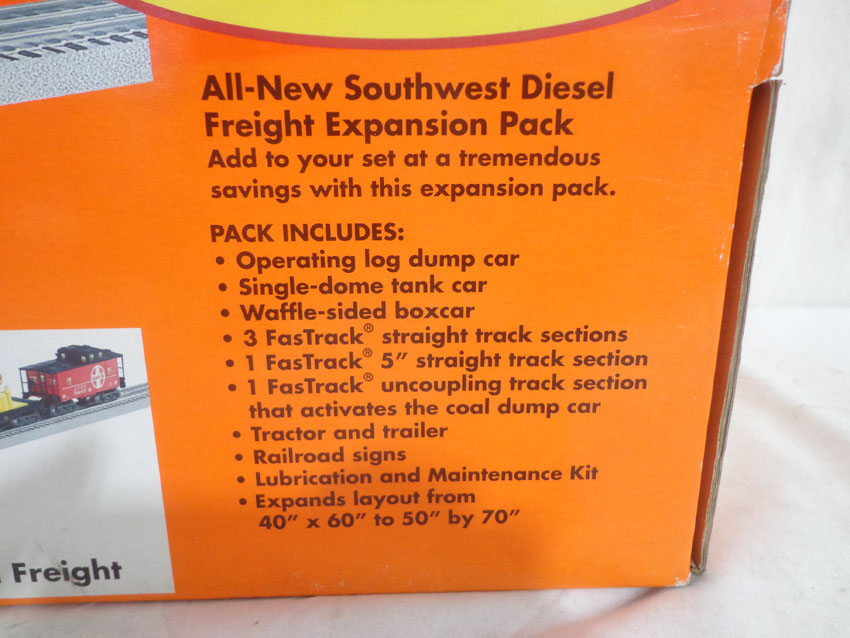 All-New Southwest Diesel
Freight Expansion Pack
Add to your set at a tremendous
savings with this expansion pack.
PACK INCLUDES:
• Operating log dump car
• Single-dome tank car
• Waffle-sided boxcar
• 3 FasTrack® straight track sections
• 1 FasTrack® 5" straight track section
• 1 FasTrack® uncoupling track section
that activates the coal dump car
• Tractor and trailer
• Railroad signs
• Lubrication and Maintenance Kit
• Expands layout from
40" x 60" to 50" by 70"
Freight